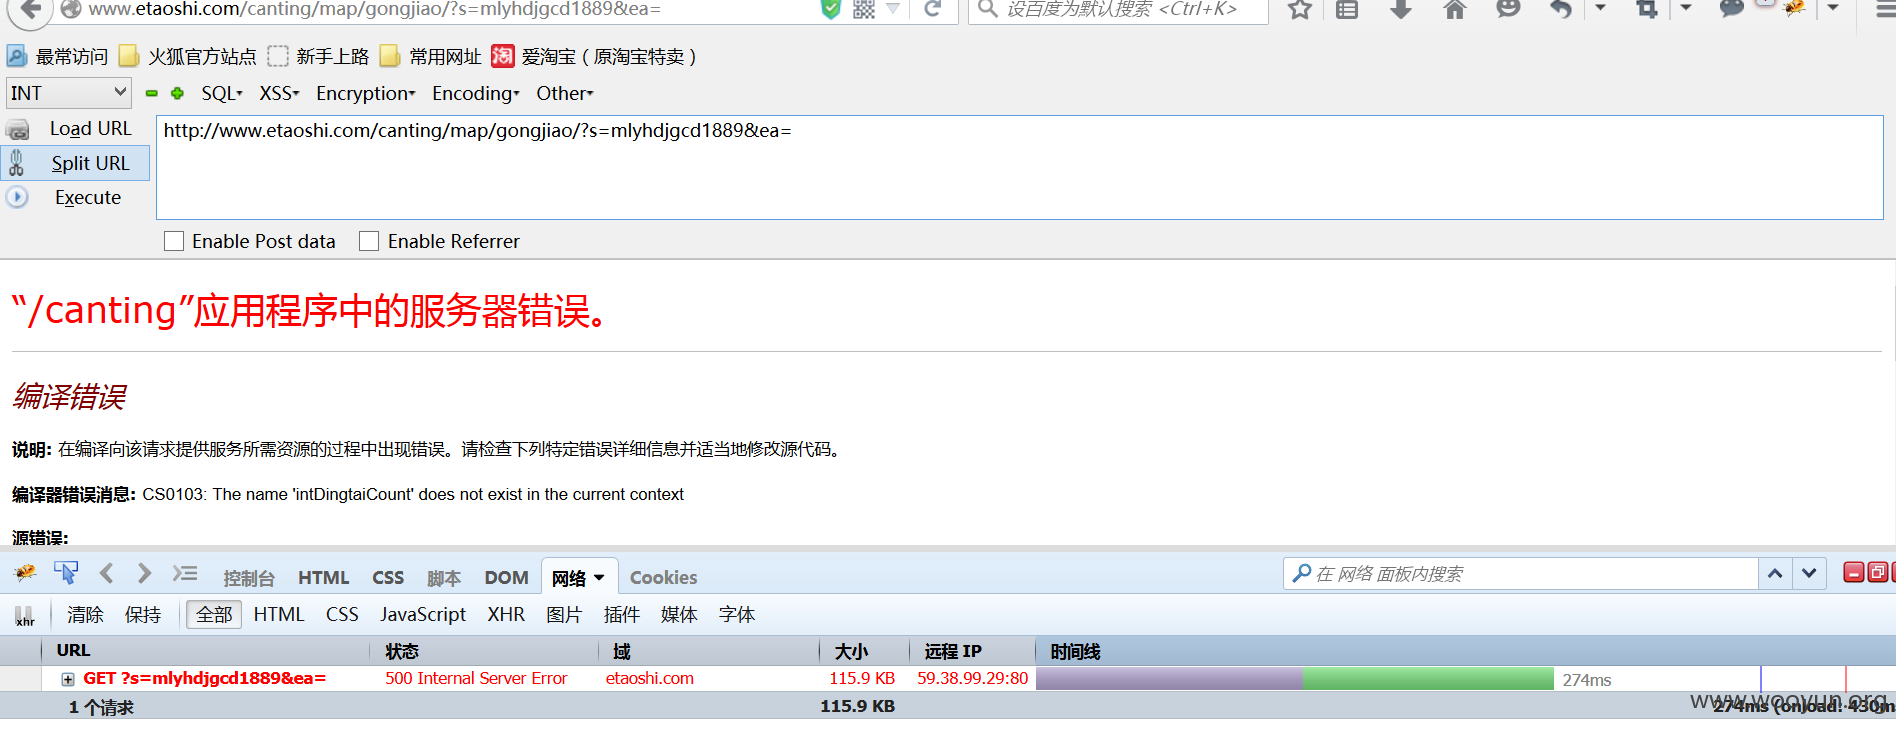 www.etaoshi.com/canting/map/gongjiao/?s=mlyhdjgcd1889&ea=
设百度为默认搜索 <Ctrl+K>
最常访问 火狐官方站点 新手上路 常用网址 爱淘宝（原淘宝特卖）
INT SQL XSS Encryption Encoding Other
Load URL
http://www.etaoshi.com/canting/map/gongjiao/?s=mlyhdjgcd1889&ea=
Split URL
Execute
Enable Post data Enable Referrer
“/canting”应用程序中的服务器错误。
编译错误
说明: 在编译向该请求提供服务所需资源的过程中出现错误。请检查下列特定错误详细信息并适当地修改源代码。
编译器错误消息: CS0103: The name 'intDingtaiCount' does not exist in the current context
源错误:
控制台 HTML CSS 脚本 DOM 网络 Cookies
在 网络 面板内搜索
xhr 清除 保持 全部 HTML CSS JavaScript XHR 图片 插件 媒体 字体
URL 状态 域 大小 远程 IP 时间线
GET ?s=mlyhdjgcd1889&ea= 500 Internal Server Error etaoshi.com 115.9 KB 59.38.99.29:80 274ms
1 个请求 115.9 KB 274ms (onload: 430m
www.wooyun.org